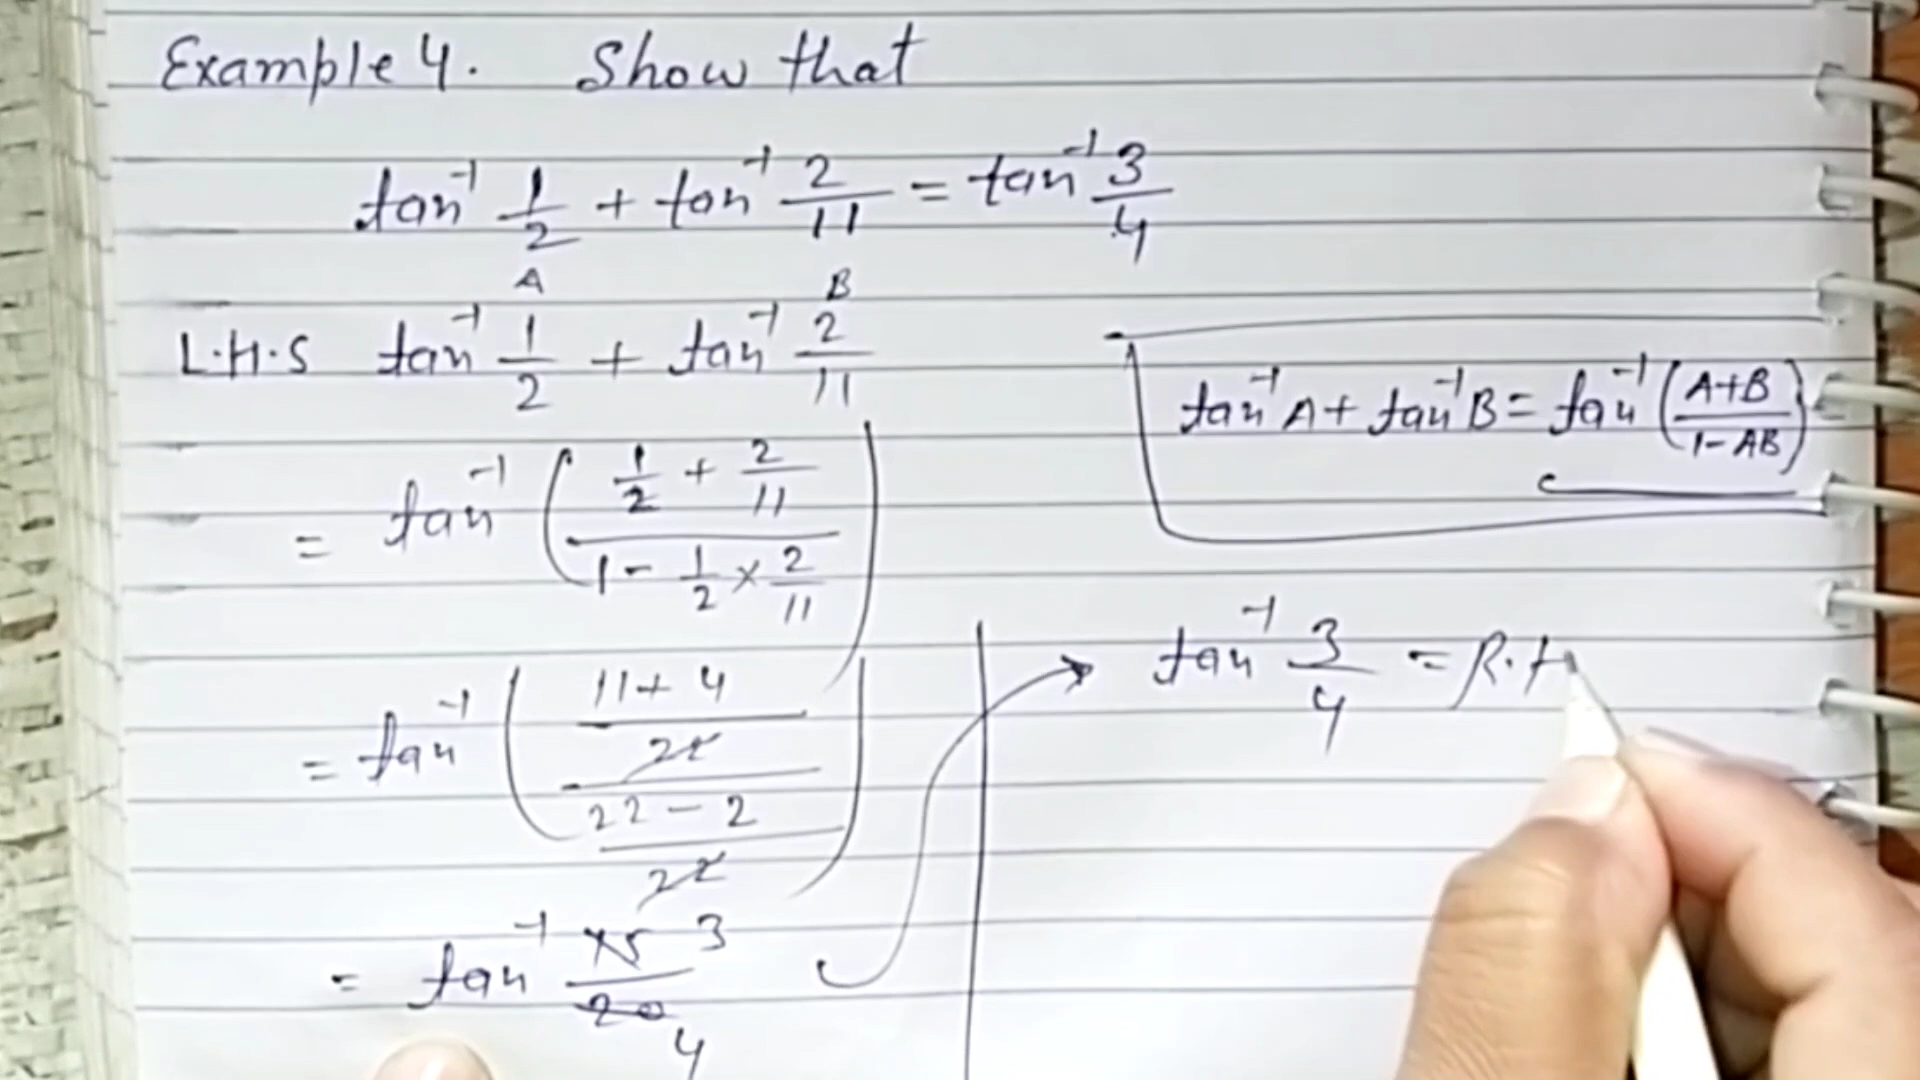 Example 4. Show that
tan⁻¹ 1/2 + tan⁻¹ 2/11 = tan⁻¹ 3/4
A B
L.H.S tan⁻¹ 1/2 + tan⁻¹ 2/11
tan⁻¹ A + tan⁻¹ B = tan⁻¹ (A+B / 1-AB)
= tan⁻¹ (1/2 + 2/11 / 1 - 1/2 × 2/11)
= tan⁻¹ (11+4 / 22 / 22-2 / 22)
= tan⁻¹ 15/20 3 4
tan⁻¹ 3/4 = R.H